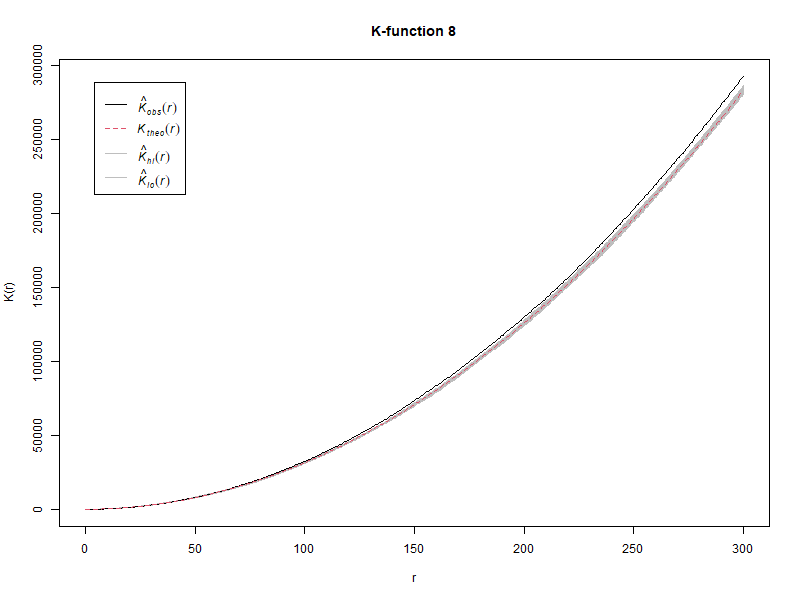 K-function 8
K̂obs(r)
Ktheo(r)
K̂hi(r)
K̂lo(r)
K(r)
300000
250000
200000
150000
100000
50000
0
0 50 100 150 200 250 300
r